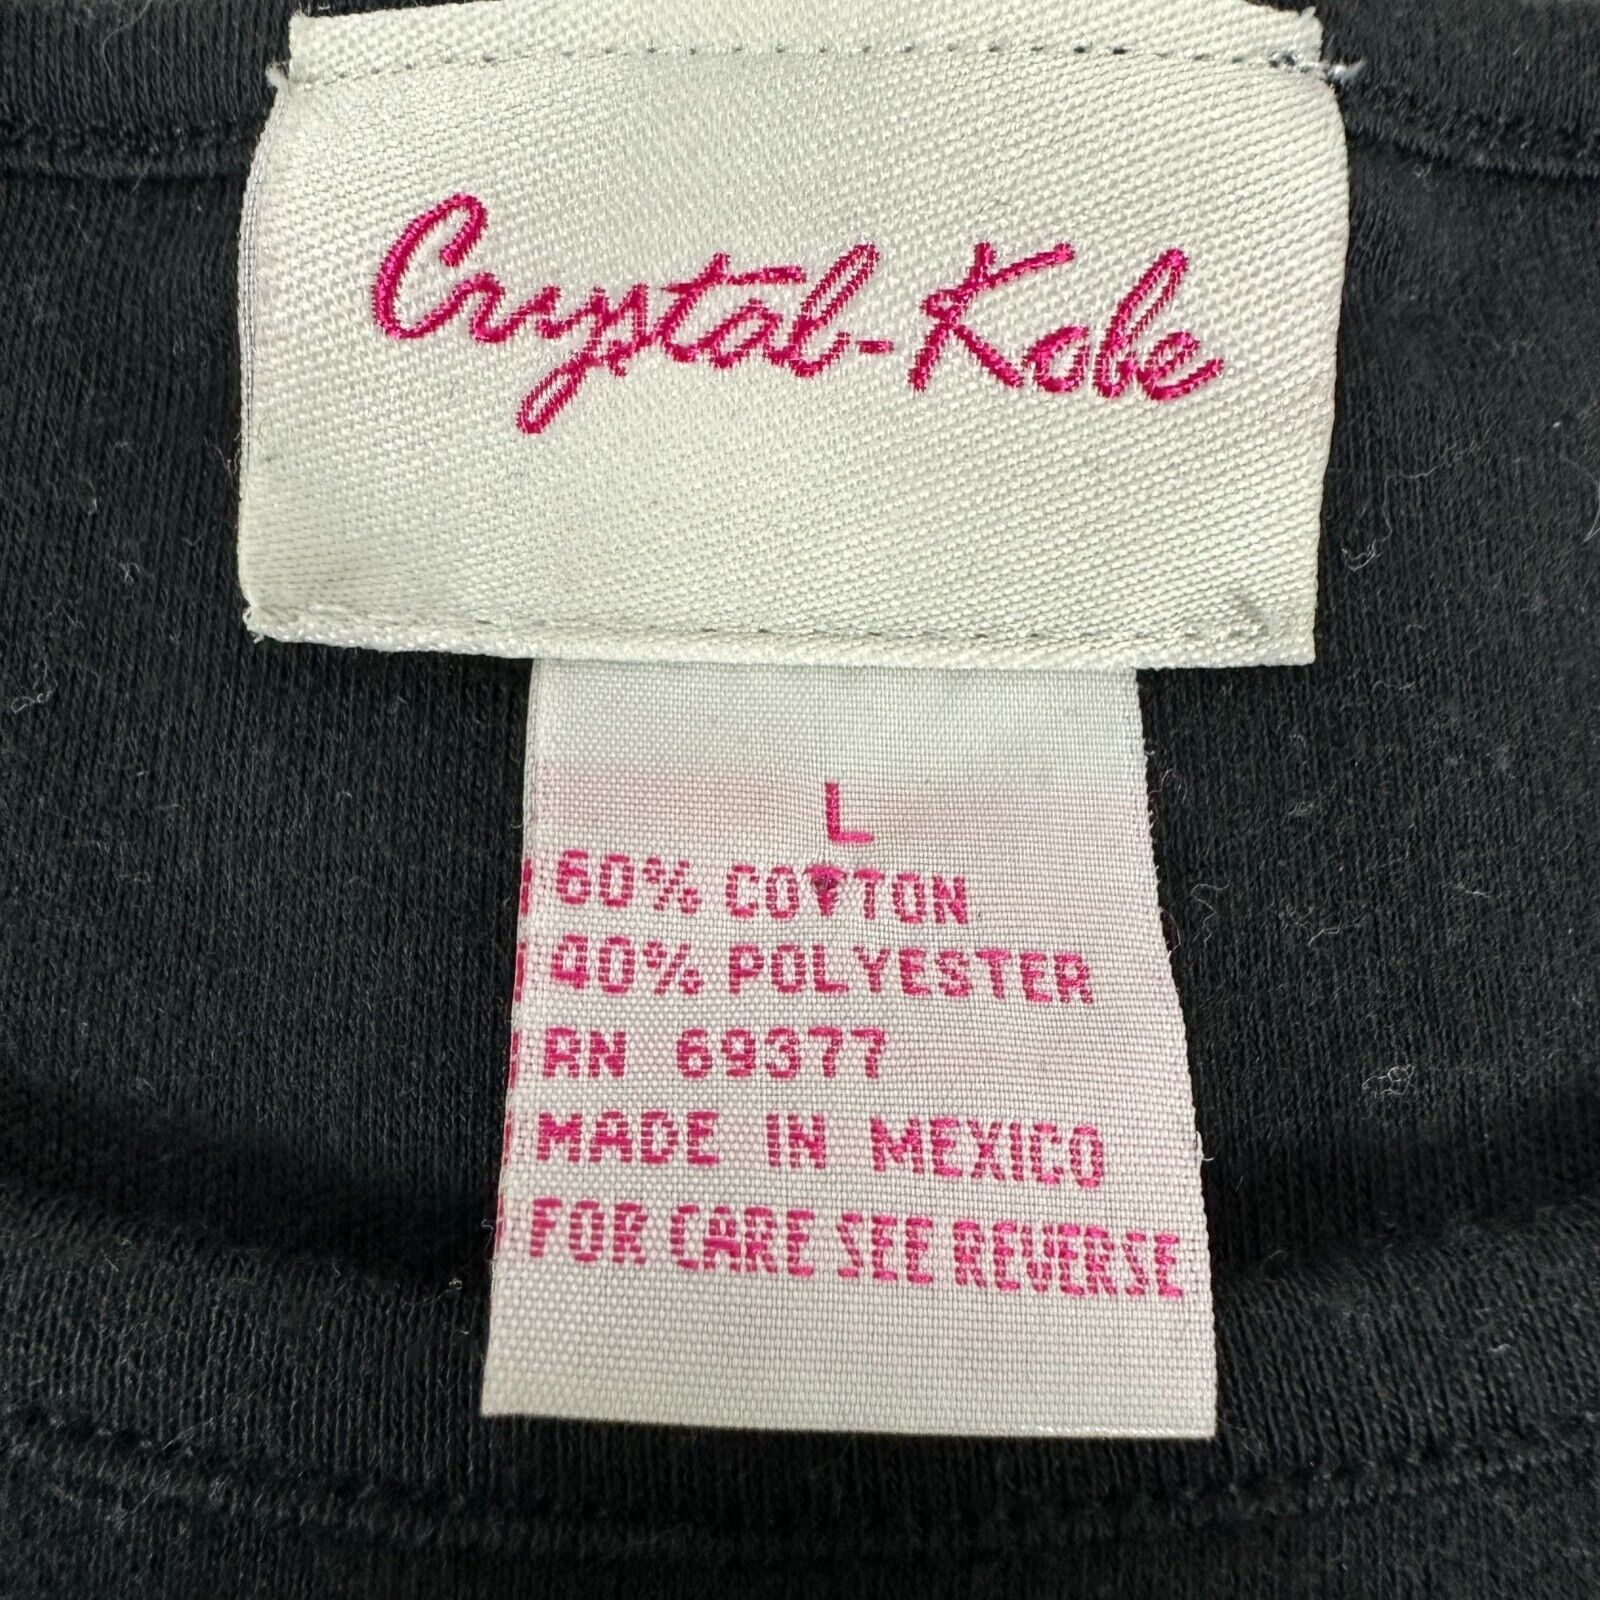 Crystal-Kobe
L
60% COTTON
40% POLYESTER
RN 69377
MADE IN MEXICO
FOR CARE SEE REVERSE